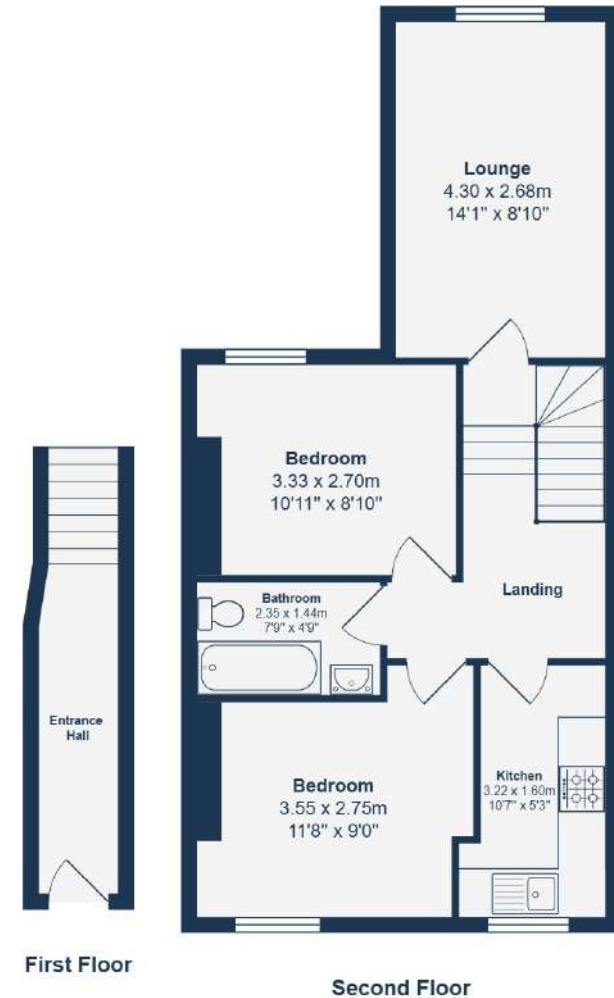 Lounge
4.30 x 2.68m
14'1" x 8'10"
Bedroom
3.33 x 2.70m
10'11" x 8'10"
Bathroom
2.35 x 1.44m
7'9" x 4'9"
Landing
Entrance
Hall
Bedroom
3.55 x 2.75m
11'8" x 9'0"
Kitchen
3.22 x 1.60m
10'7" x 5'3"
First Floor
Second Floor